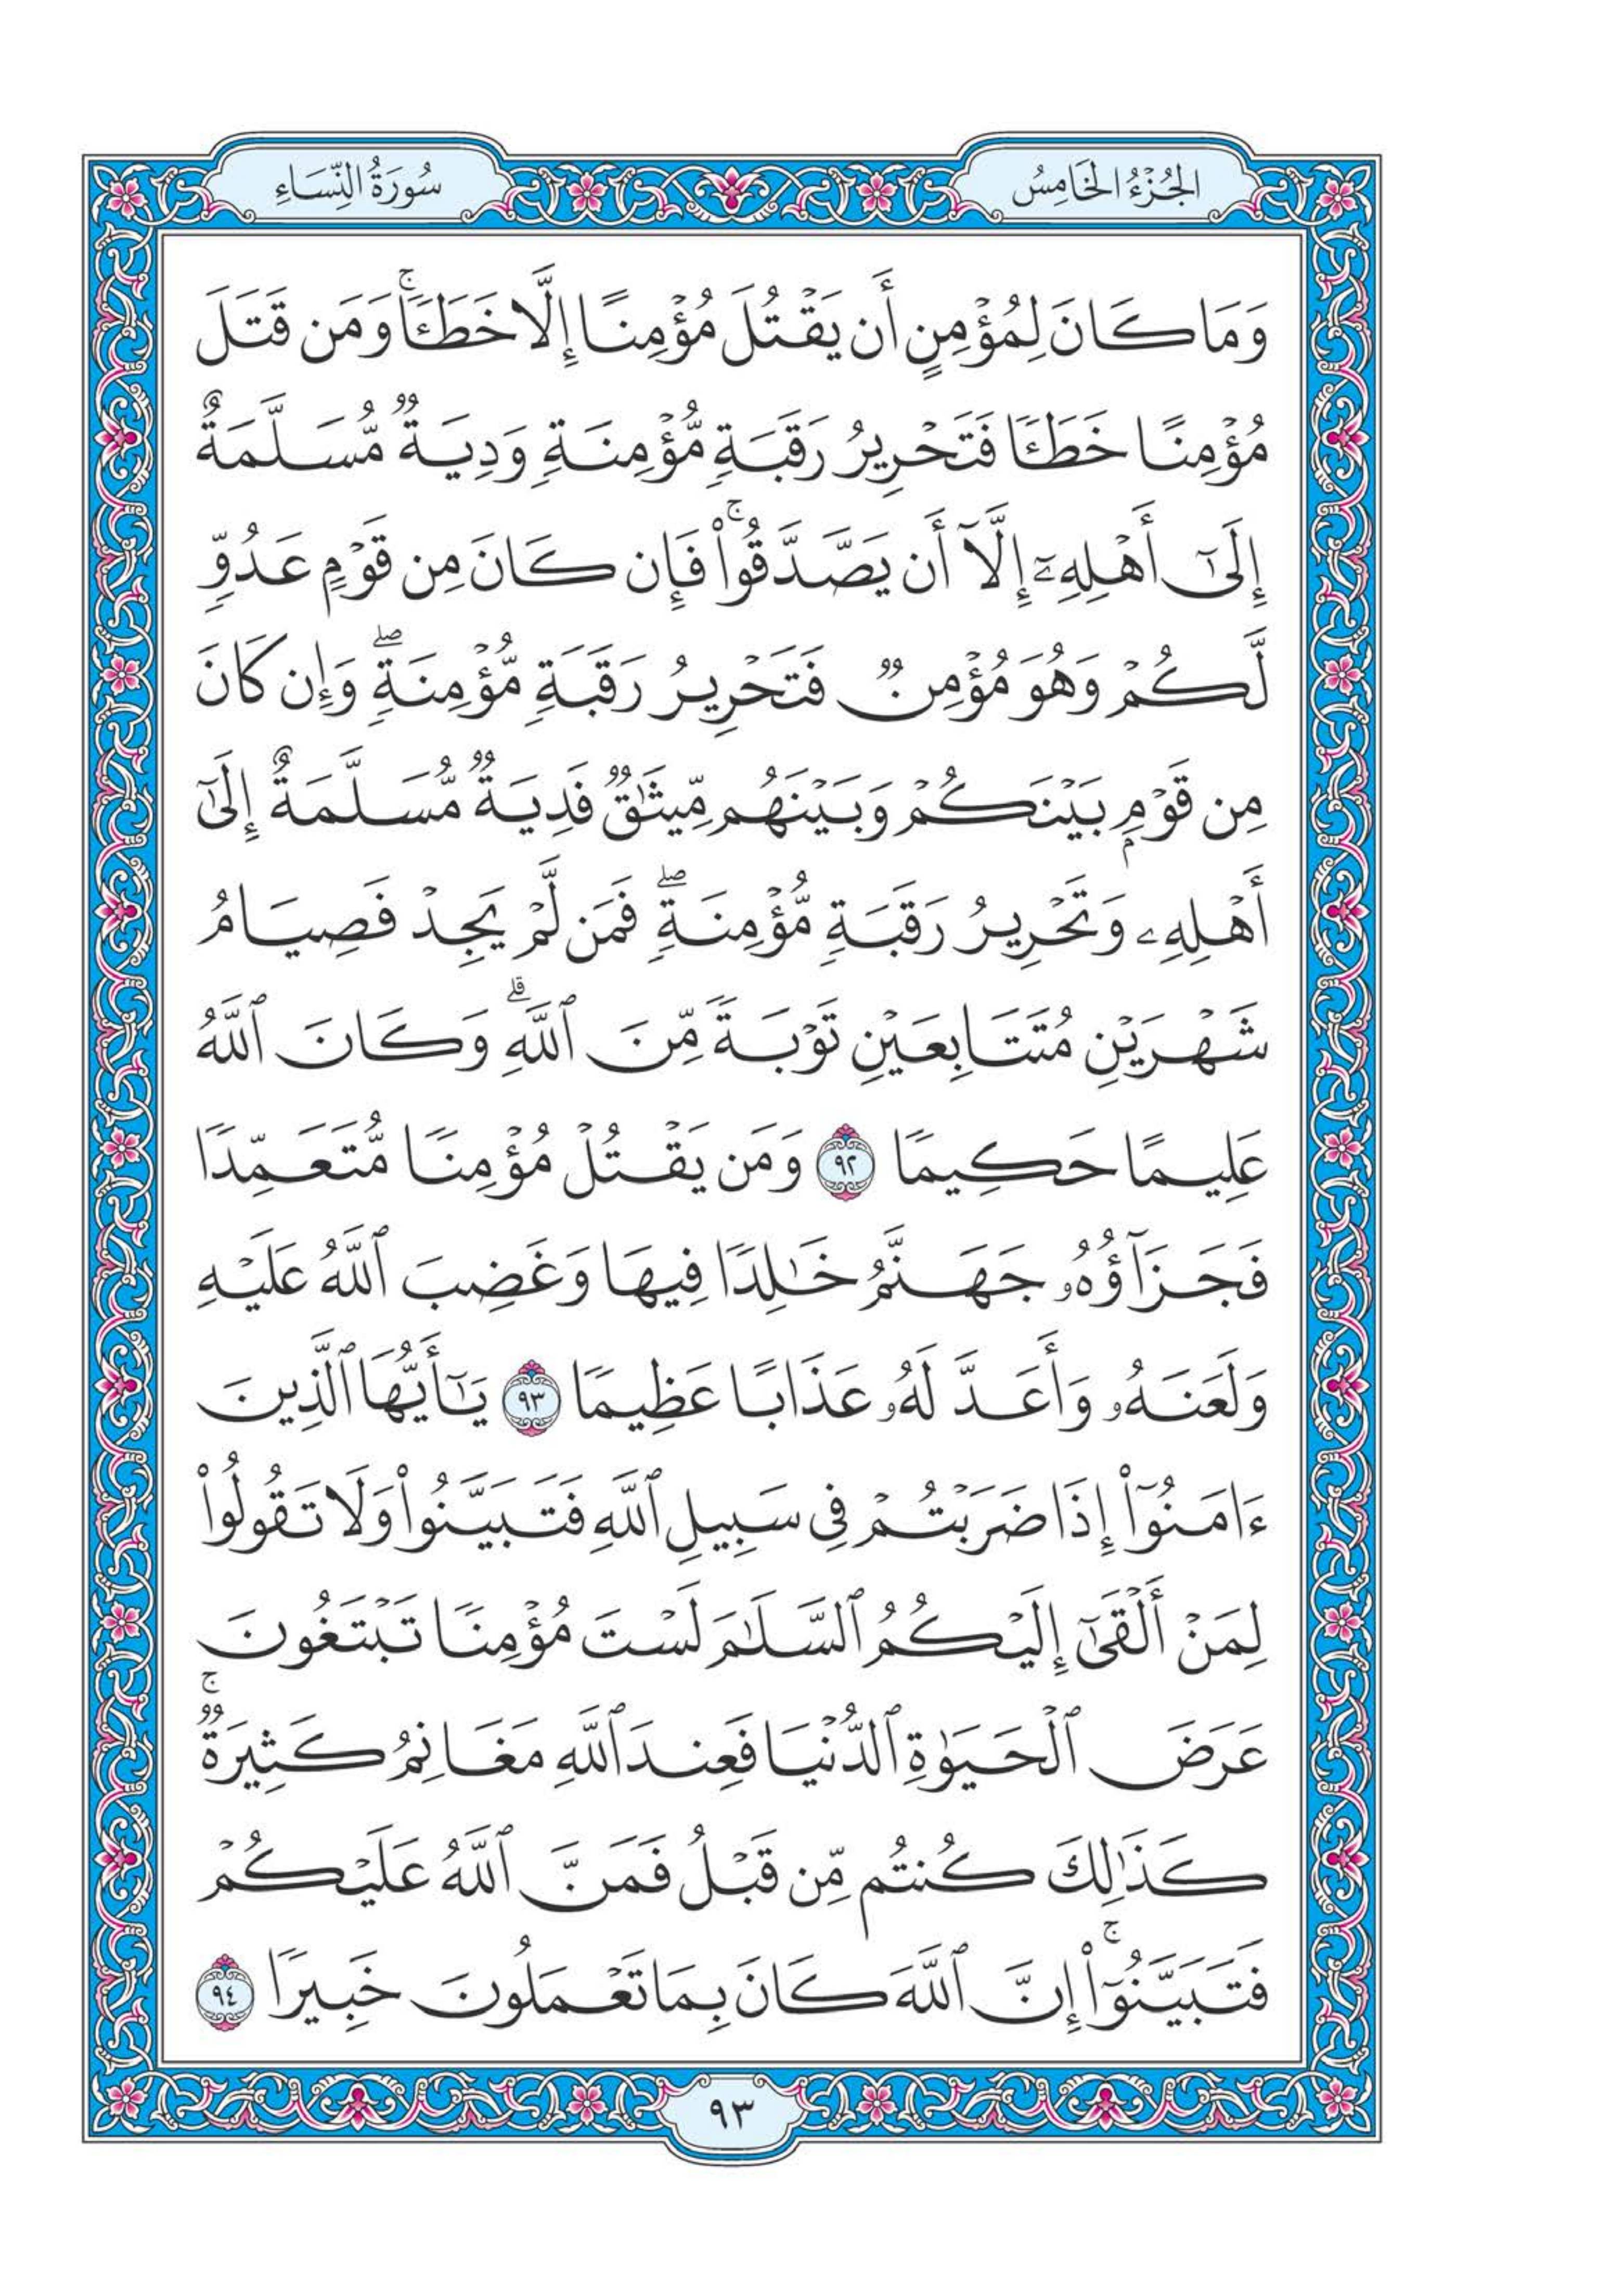 الجُزْءُ الخَامِسُ
سُورَةُ النِّسَاءِ
وَمَا كَانَ لِمُؤْمِنٍ أَن يَقْتُلَ مُؤْمِنًا إِلَّا خَطَـًٔا ۚ وَمَن قَتَلَ
مُؤْمِنًا خَطَـًٔا فَتَحْرِيرُ رَقَبَةٍ مُّؤْمِنَةٍ وَدِيَةٌ مُّسَلَّمَةٌ
إِلَىٰٓ أَهْلِهِۦٓ إِلَّآ أَن يَصَّدَّقُوا۟ ۚ فَإِن كَانَ مِن قَوْمٍ عَدُوٍّ
لَّكُمْ وَهُوَ مُؤْمِنٌ فَتَحْرِيرُ رَقَبَةٍ مُّؤْمِنَةٍ ۖ وَإِن كَانَ
مِن قَوْمٍۭ بَيْنَكُمْ وَبَيْنَهُم مِّيثَٰقٌ فَدِيَةٌ مُّسَلَّمَةٌ إِلَىٰٓ
أَهْلِهِۦ وَتَحْرِيرُ رَقَبَةٍ مُّؤْمِنَةٍ ۖ فَمَن لَّمْ يَجِدْ فَصِيَامُ
شَهْرَيْنِ مُتَتَابِعَيْنِ تَوْبَةً مِّنَ ٱللَّهِ ۗ وَكَانَ ٱللَّهُ
عَلِيمًا حَكِيمًا ٩٢ وَمَن يَقْتُلْ مُؤْمِنًا مُّتَعَمِّدًا
فَجَزَآؤُهُۥ جَهَنَّمُ خَٰلِدًا فِيهَا وَغَضِبَ ٱللَّهُ عَلَيْهِ
وَلَعَنَهُۥ وَأَعَدَّ لَهُۥ عَذَابًا عَظِيمًا ٩٣ يَٰٓأَيُّهَا ٱلَّذِينَ
ءَامَنُوٓا۟ إِذَا ضَرَبْتُمْ فِى سَبِيلِ ٱللَّهِ فَتَبَيَّنُوا۟ وَلَا تَقُولُوا۟
لِمَنْ أَلْقَىٰٓ إِلَيْكُمُ ٱلسَّلَٰمَ لَسْتَ مُؤْمِنًا تَبْتَغُونَ
عَرَضَ ٱلْحَيَوٰةِ ٱلدُّنْيَا فَعِندَ ٱللَّهِ مَغَانِمُ كَثِيرَةٌ ۚ
كَذَٰلِكَ كُنتُم مِّن قَبْلُ فَمَنَّ ٱللَّهُ عَلَيْكُمْ
فَتَبَيَّنُوٓا۟ ۚ إِنَّ ٱللَّهَ كَانَ بِمَا تَعْمَلُونَ خَبِيرًا ٩٤
٩٣